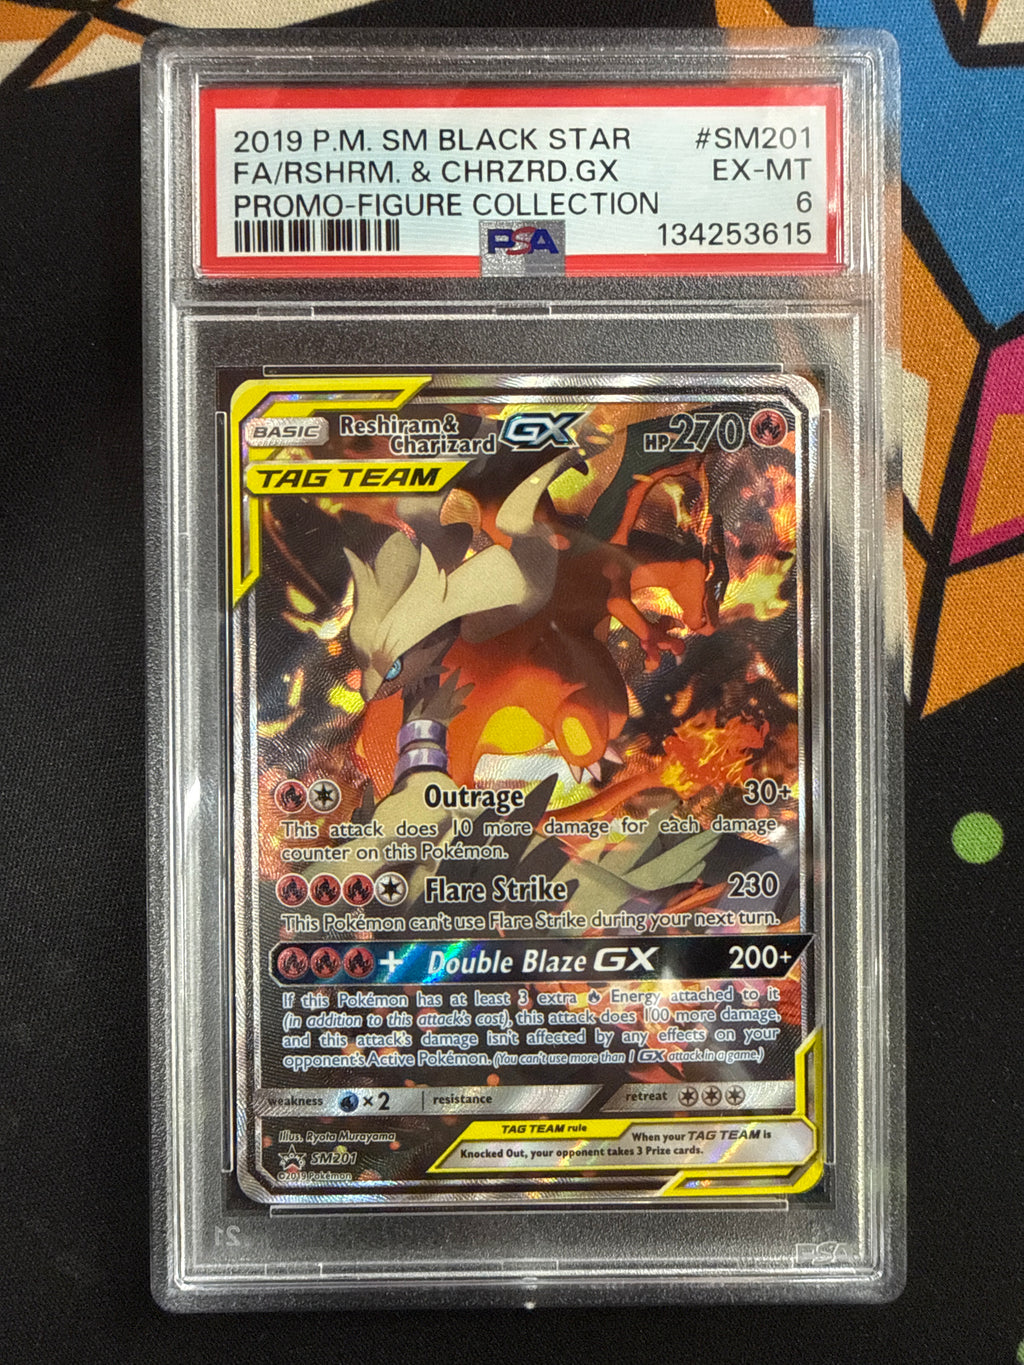 2019 P.M. SM BLACK STAR #SM201
FA/RSHRM. & CHRZRD.GX EX-MT
PROMO-FIGURE COLLECTION 6
PSA 134253615
BASIC Reshiram& Charizard GX HP270
TAG TEAM
Outrage 30+
This attack does 10 more damage for each damage
counter on this Pokémon.
Flare Strike 230
This Pokémon can't use Flare Strike during your next turn.
+ Double Blaze GX 200+
If this Pokémon has at least 3 extra Energy attached to it
(in addition to this attack's cost), this attack does 100 more damage,
and this attack's damage isn't affected by any effects on your
opponent's Active Pokémon. (You can't use more than 1 GX attack in a game.)
weakness ×2 resistance retreat
Illus. Ryota Murayama
SM201
©2019 Pokémon
TAG TEAM rule When your TAG TEAM is
Knocked Out, your opponent takes 3 Prize cards.
21 PSA